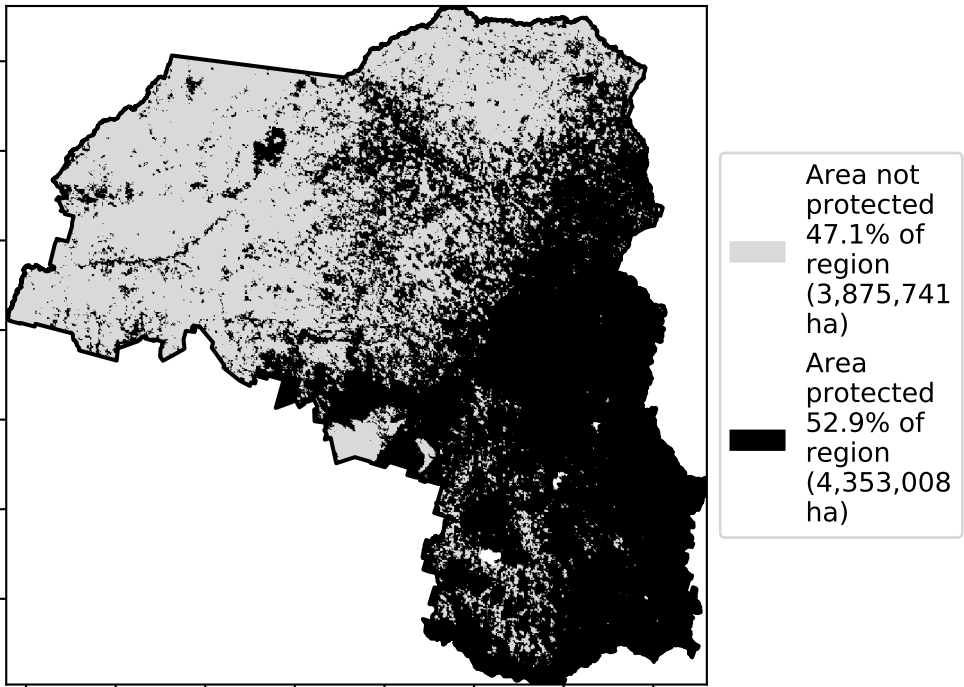 Area not
protected
47.1% of
region
(3,875,741
ha)
Area
protected
52.9% of
region
(4,353,008
ha)